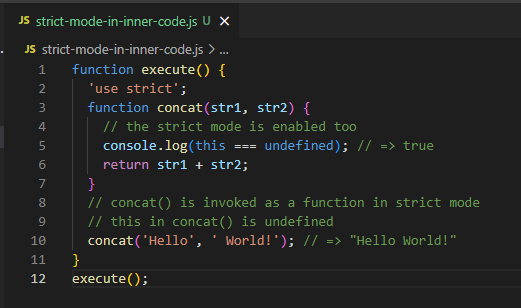 JS strict-mode-in-inner-code.js U ×
JS strict-mode-in-inner-code.js > ...
1 function execute() {
2   'use strict';
3   function concat(str1, str2) {
4     // the strict mode is enabled too
5     console.log(this === undefined); // => true
6     return str1 + str2;
7   }
8   // concat() is invoked as a function in strict mode
9   // this in concat() is undefined
10   concat('Hello', ' World!'); // => "Hello World!"
11 }
12 execute();